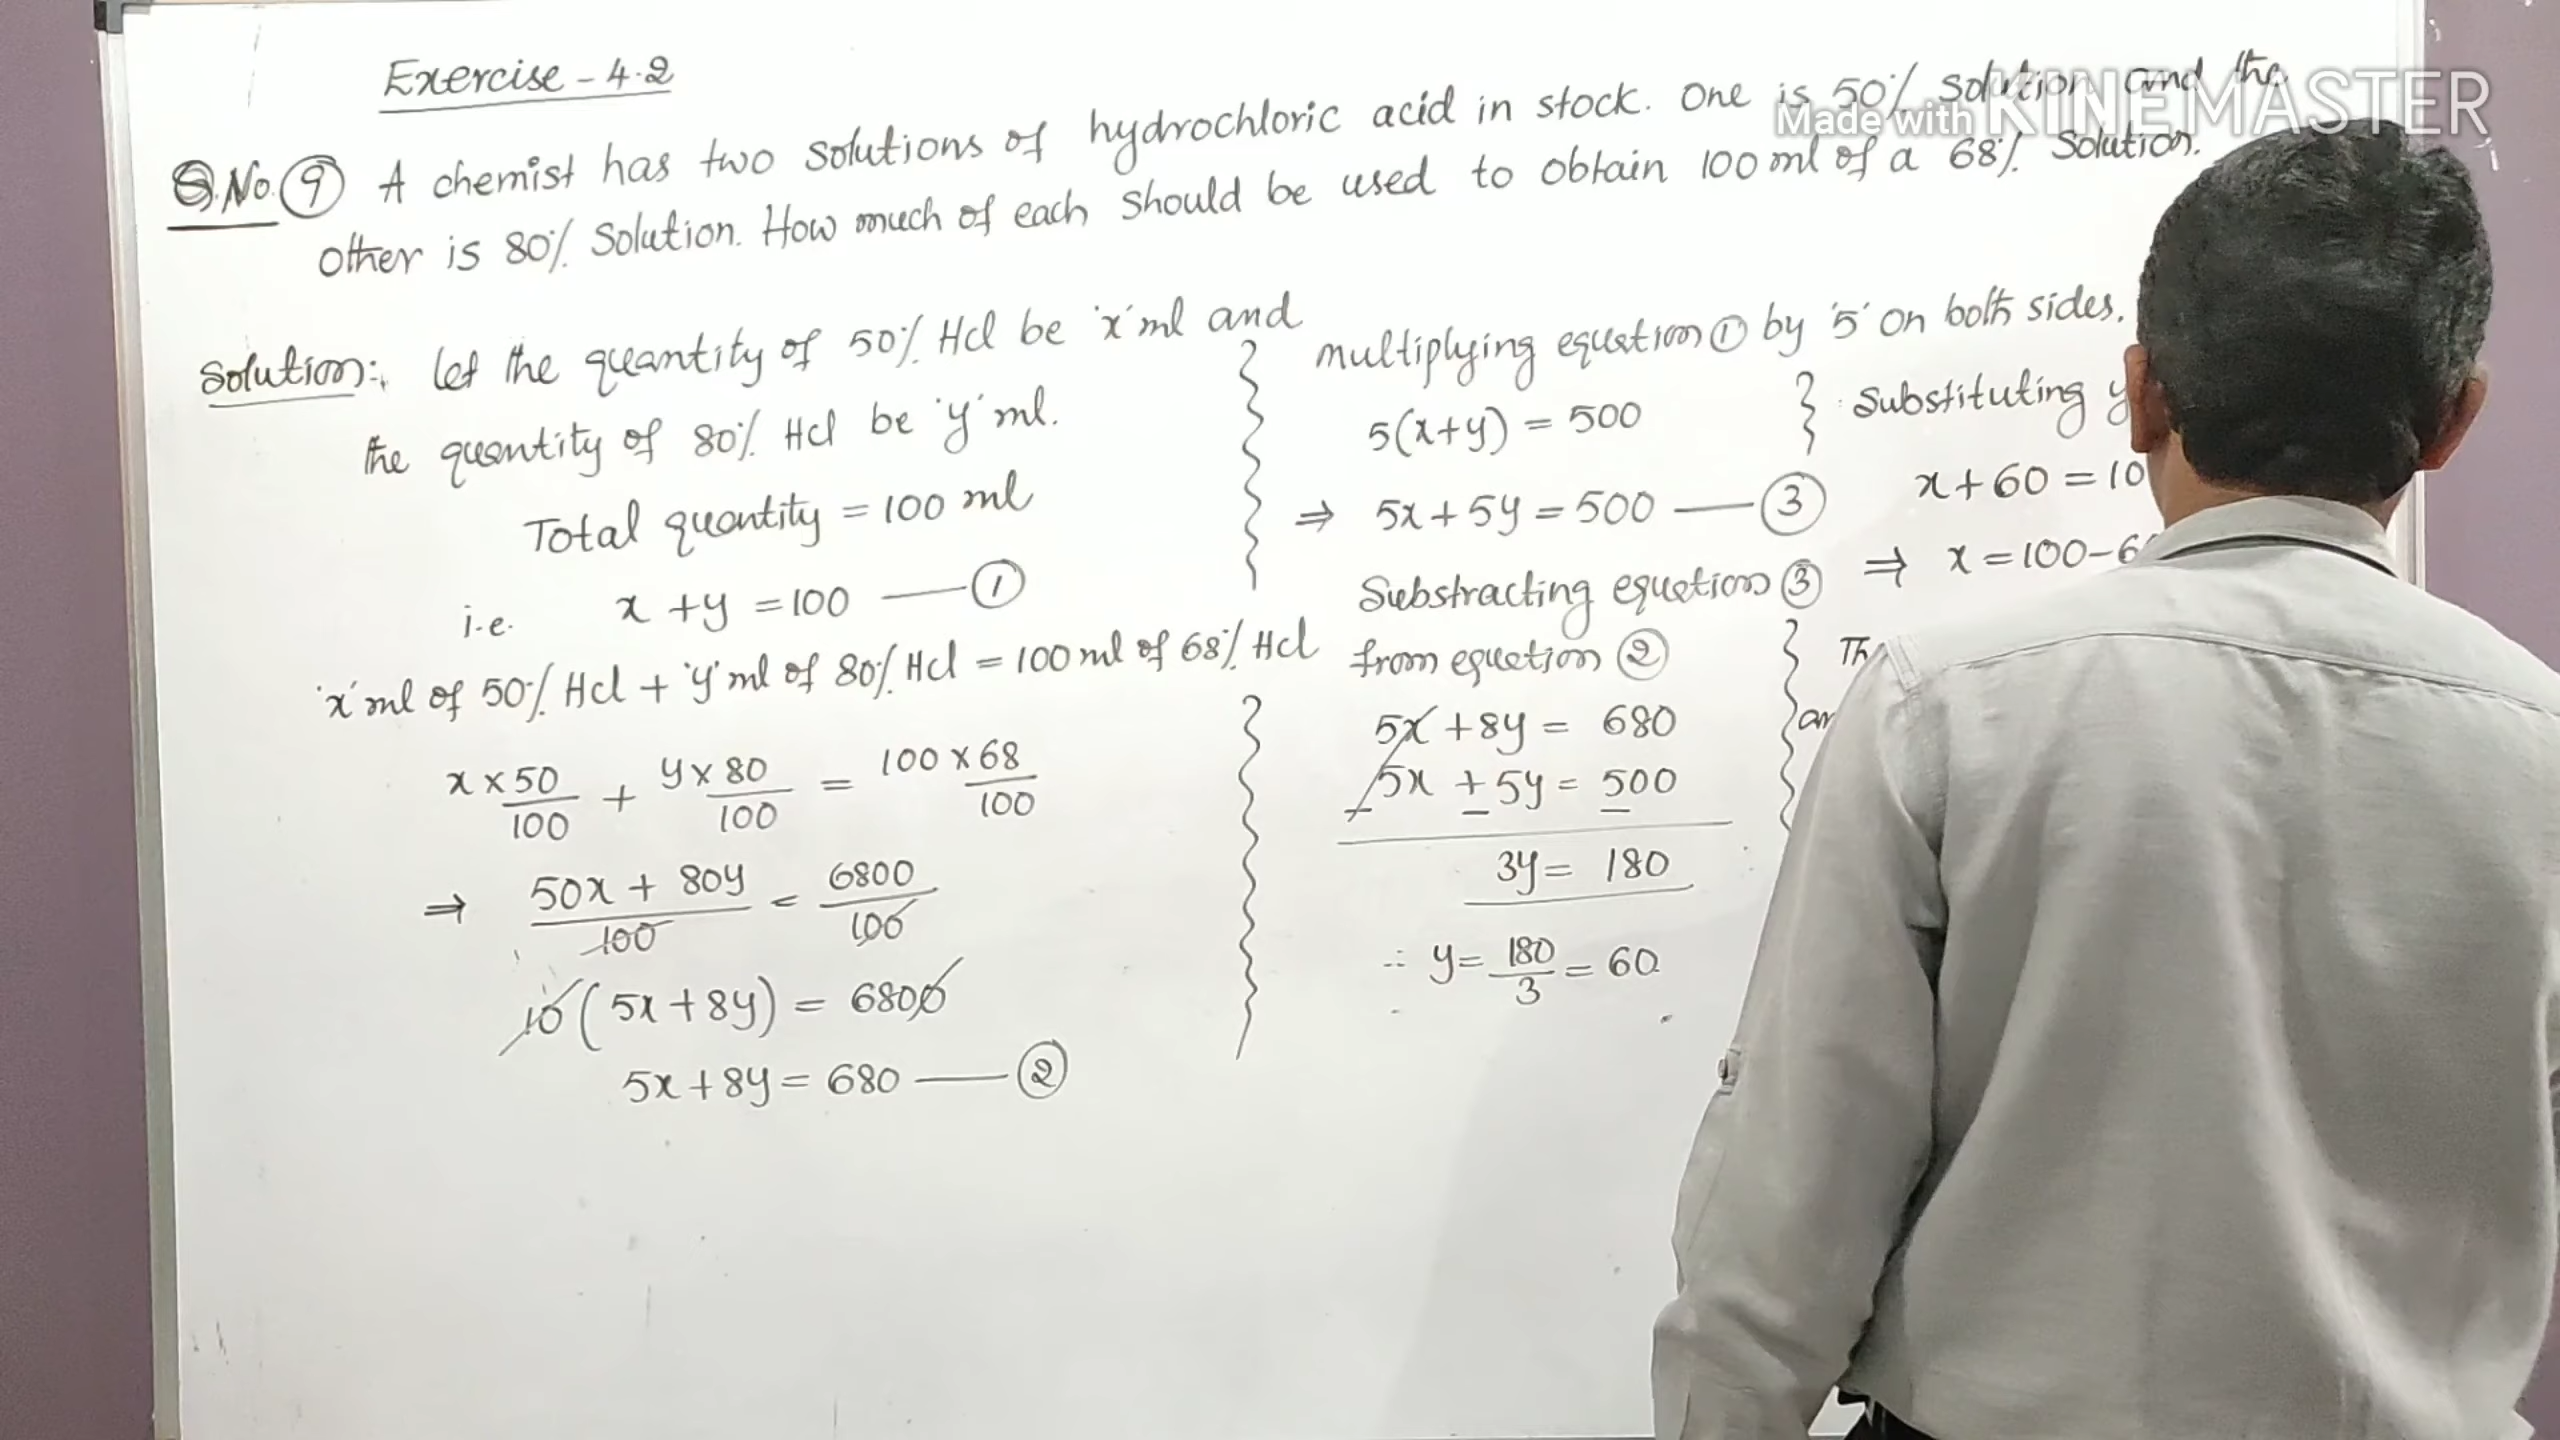 Exercise - 4.2
Q.No. 9 A chemist has two solutions of hydrochloric acid in stock. One is 50% solution and the
other is 80% solution. How much of each should be used to obtain 100 ml of a 68% solution.
Made with KINEMASTER
Solution:- Let the quantity of 50% Hcl be 'x' ml and
the quantity of 80% Hcl be 'y' ml.
Total quantity = 100 ml
i.e. x + y = 100 —— ①
'x' ml of 50% Hcl + 'y' ml of 80% Hcl = 100 ml of 68% Hcl
x × 50/100 + y × 80/100 = 100 × 68/100
⇒ 50x + 80y/100 = 6800/100
10(5x + 8y) = 6800
5x + 8y = 680 —— ②
multiplying equation ① by '5' on both sides.
5(x+y) = 500
⇒ 5x + 5y = 500 —— ③
Substracting equation ③
from equation ②
5x + 8y = 680
5x + 5y = 500
- - -
3y = 180
∴ y = 180/3 = 60
Substituting y
x + 60 = 10
⇒ x = 100 - 6
Th
an